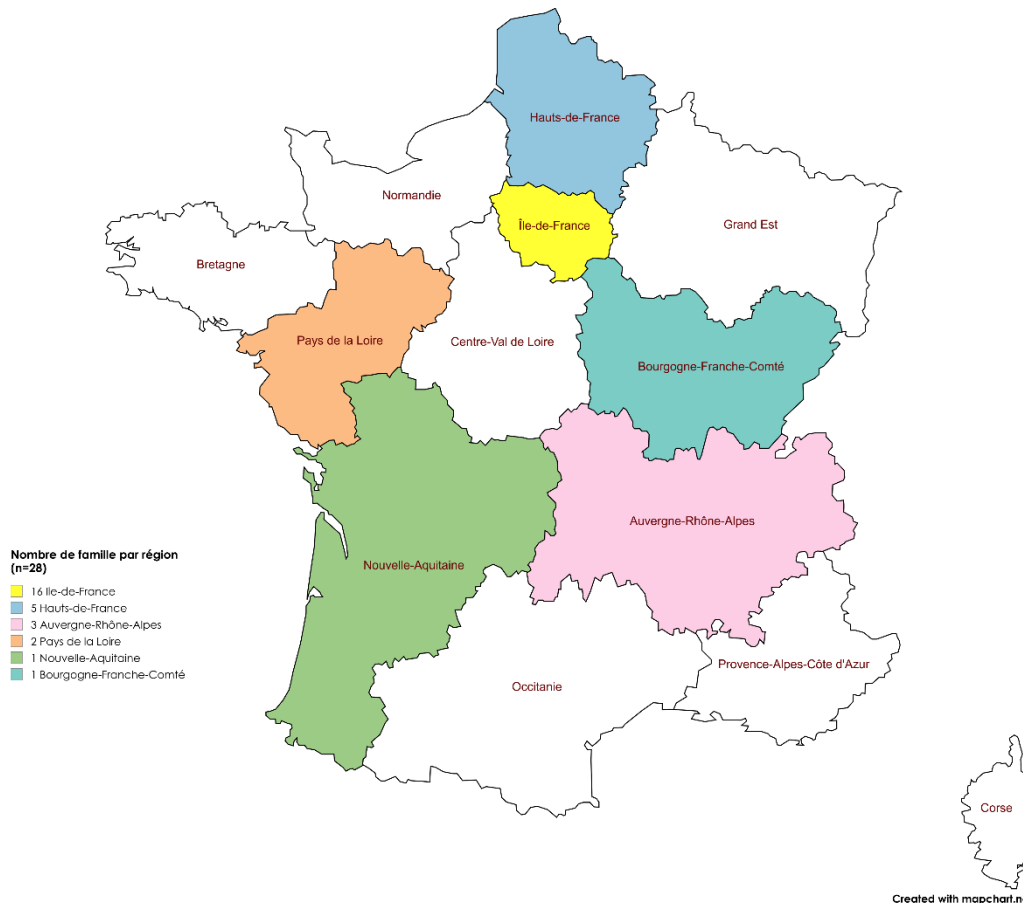 Hauts-de-France
Normandie
Île-de-France
Grand Est
Bretagne
Pays de la Loire
Centre-Val de Loire
Bourgogne-Franche-Comté
Auvergne-Rhône-Alpes
Nouvelle-Aquitaine
Provence-Alpes-Côte d'Azur
Occitanie
Corse
Nombre de famille par région
(n=28)
16 Ile-de-France
5 Hauts-de-France
3 Auvergne-Rhône-Alpes
2 Pays de la Loire
1 Nouvelle-Aquitaine
1 Bourgogne-Franche-Comté
Created with mapchart.ne